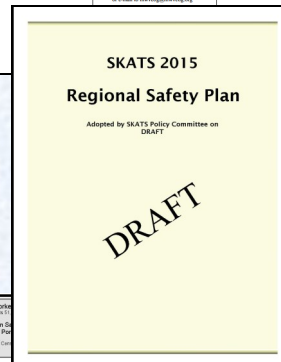 SKATS 2015
Regional Safety Plan
Adopted by SKATS Policy Committee on
DRAFT
DRAFT